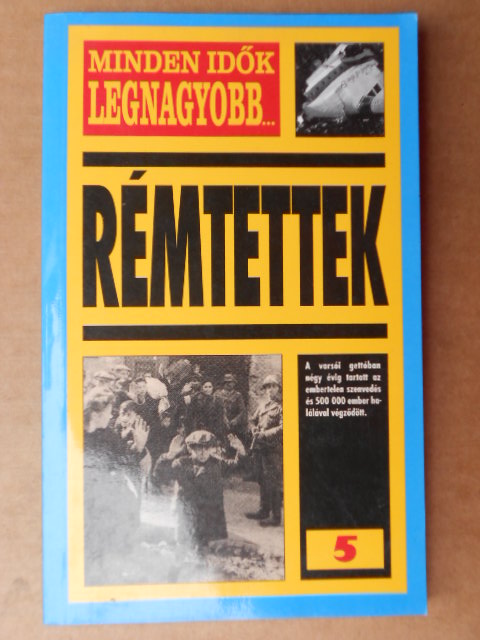 MINDEN IDŐK
LEGNAGYOBB...
RÉMTETTEK
A varsói gettóban
négy évig tartott az
embertelen szenvedés
és 500 000 ember ha-
lálával végződött.
5